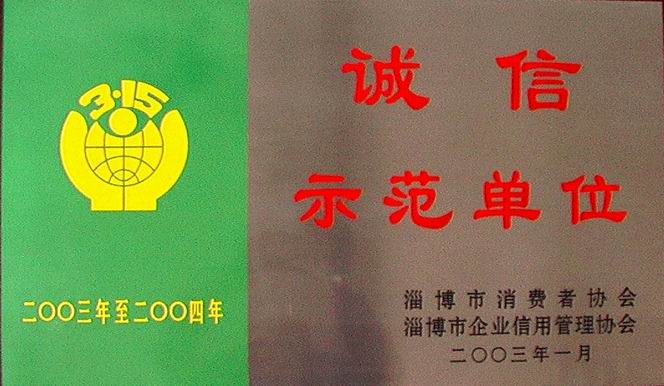 3·15
二〇〇三年至二〇〇四年
诚信
示范单位
淄博市消费者协会
淄博市企业信用管理协会
二〇〇三年一月